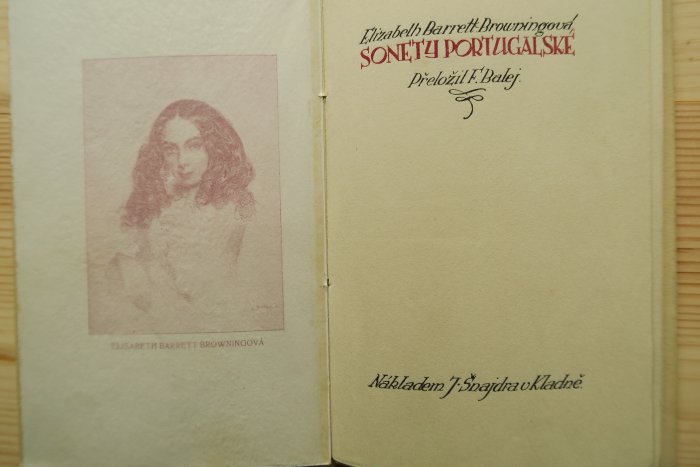 ELISABETH BARRETT BROWNINGOVÁ
Elizabeth Barrett-Browningová,
SONETY PORTUGALSKÉ
Přeložil F. Balej.
Nákladem J. Šnajdra v Kladně.